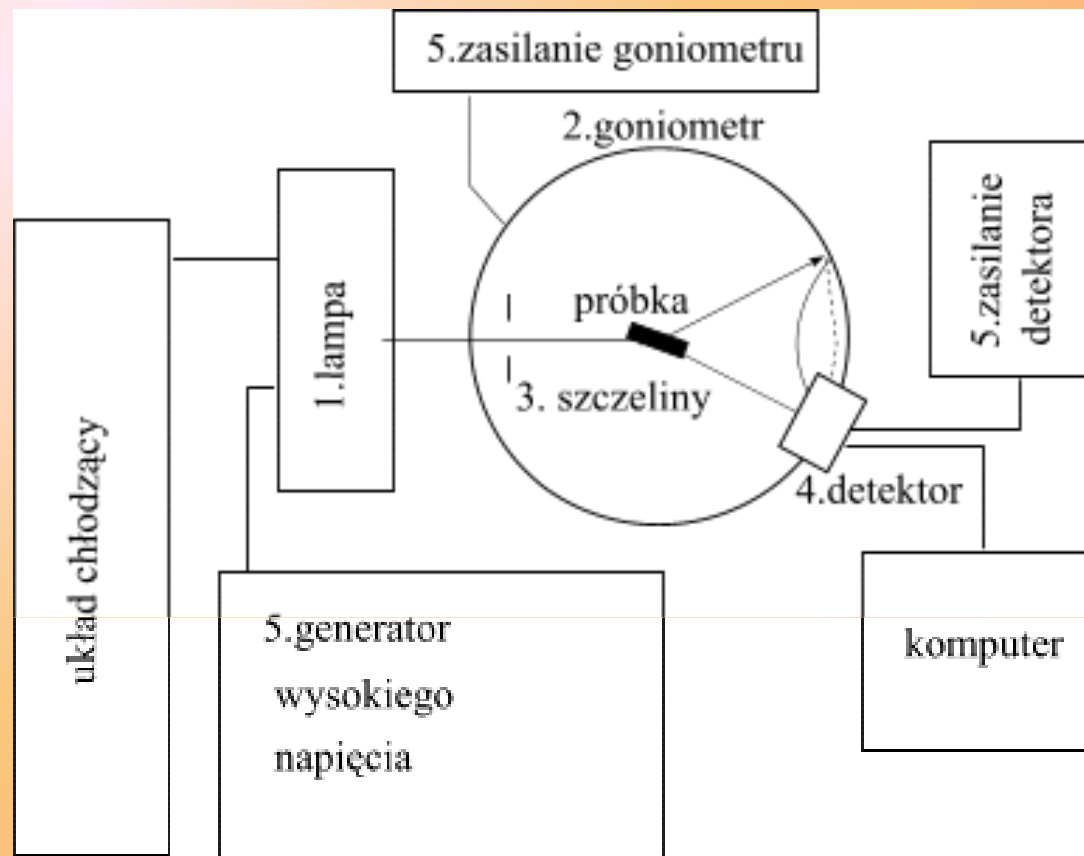 5.zasilanie goniometru
2.goniometr
5.zasilanie
detektora
1.lampa
próbka
3. szczeliny
4.detektor
układ chłodzący
5.generator
wysokiego
napięcia
komputer